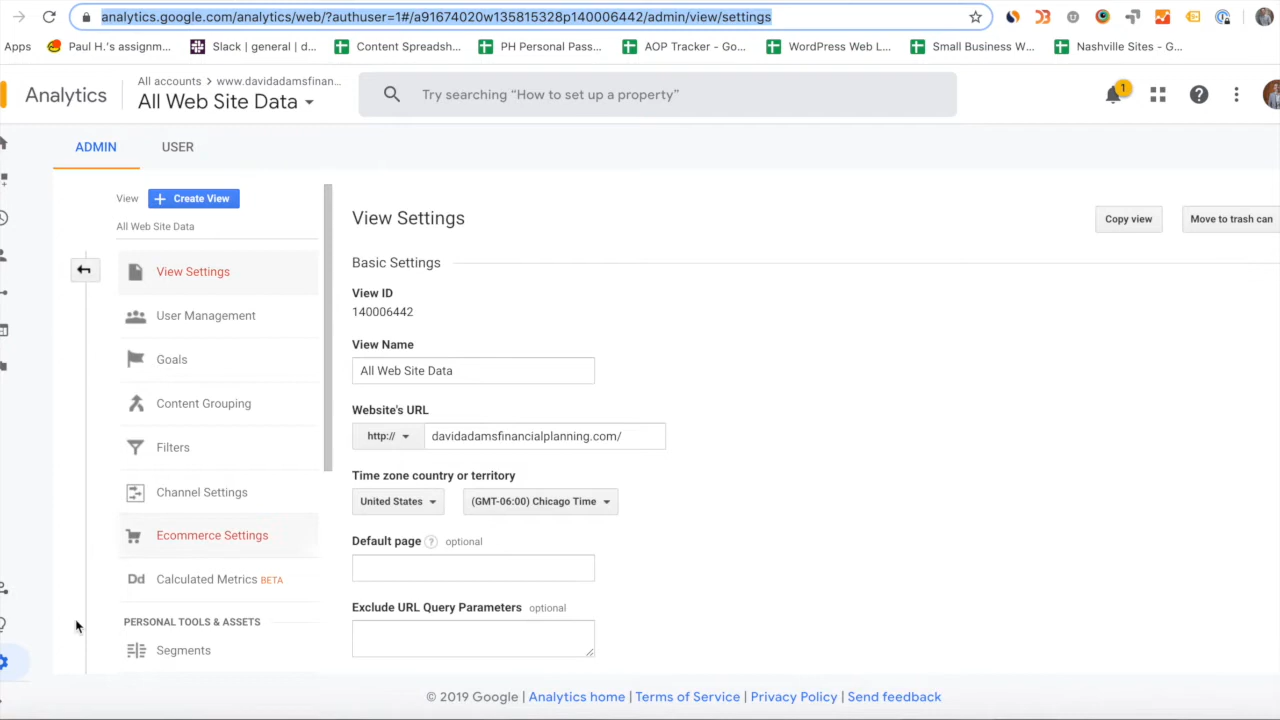 analytics.google.com/analytics/web/?authuser=1#/a91674020w135815328p140006442/admin/view/settings
Apps Paul H.'s assignm... Slack | general | d... Content Spreadsh... PH Personal Pass... AOP Tracker - Go... WordPress Web L... Small Business W... Nashville Sites - G...
Analytics
All accounts > www.davidadamsfinan...
All Web Site Data
Try searching “How to set up a property”
1
ADMIN USER
View + Create View
All Web Site Data
View Settings
User Management
Goals
Content Grouping
Filters
Channel Settings
Ecommerce Settings
Dd Calculated Metrics BETA
PERSONAL TOOLS & ASSETS
Segments
View Settings
Copy view
Move to trash can
Basic Settings
View ID
140006442
View Name
All Web Site Data
Website's URL
http:// davidadamsfinancialplanning.com/
Time zone country or territory
United States (GMT-06:00) Chicago Time
Default page ? optional
Exclude URL Query Parameters optional
© 2019 Google | Analytics home | Terms of Service | Privacy Policy | Send feedback